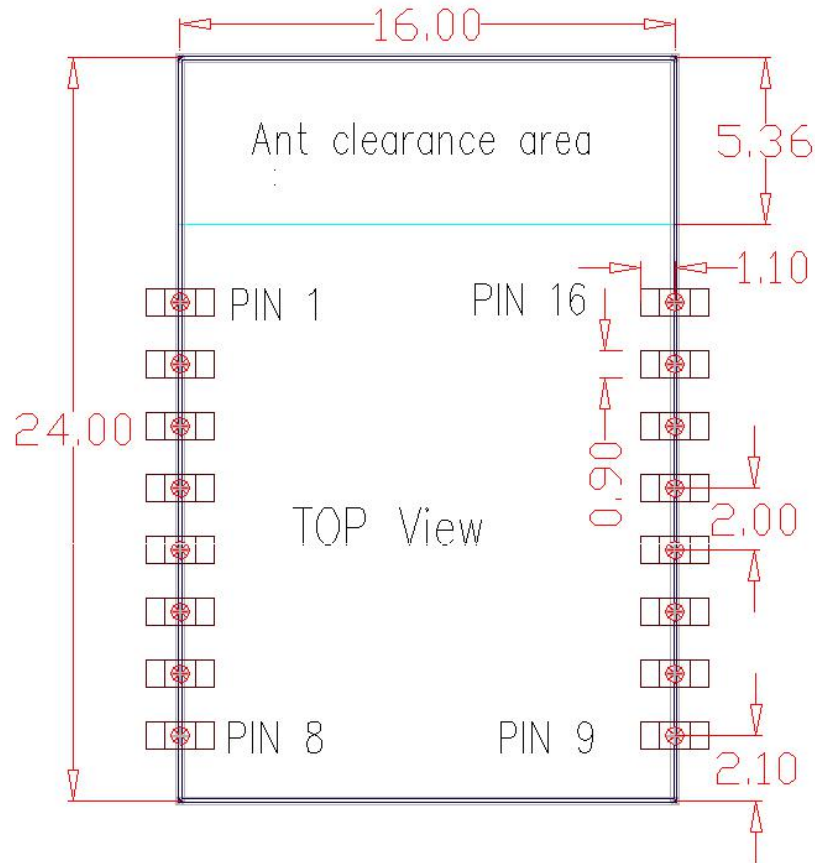 16.00
Ant clearance area
5.36
1.10
PIN 1
PIN 16
24.00
0.90
TOP View
2.00
PIN 8
PIN 9
2.10